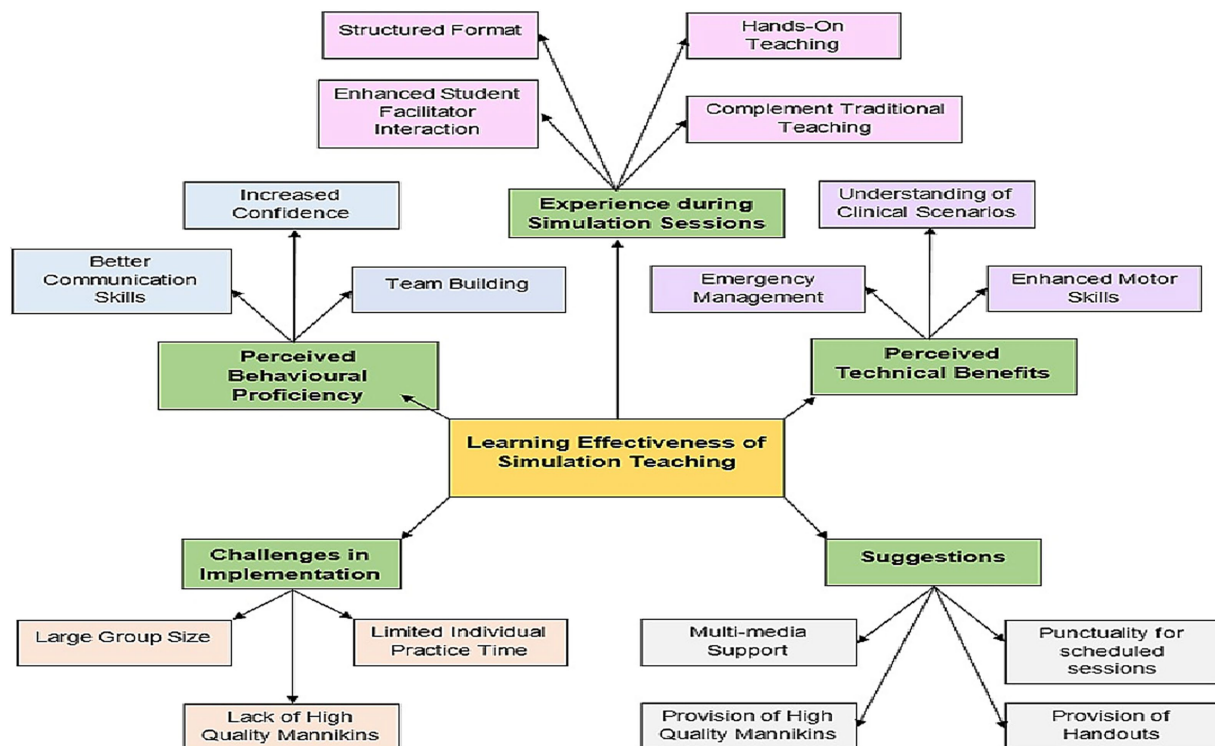 Structured Format
Hands-On
Teaching
Enhanced Student
Facilitator
Interaction
Complement Traditional
Teaching
Increased
Confidence
Experience during
Simulation Sessions
Understanding of
Clinical Scenarios
Better
Communication
Skills
Team Building
Emergency
Management
Enhanced Motor
Skills
Perceived
Behavioural
Proficiency
Perceived
Technical Benefits
Learning Effectiveness of
Simulation Teaching
Challenges in
Implementation
Suggestions
Large Group Size
Limited Individual
Practice Time
Multi-media
Support
Punctuality for
scheduled
sessions
Lack of High
Quality Mannikins
Provision of High
Quality Mannikins
Provision of
Handouts